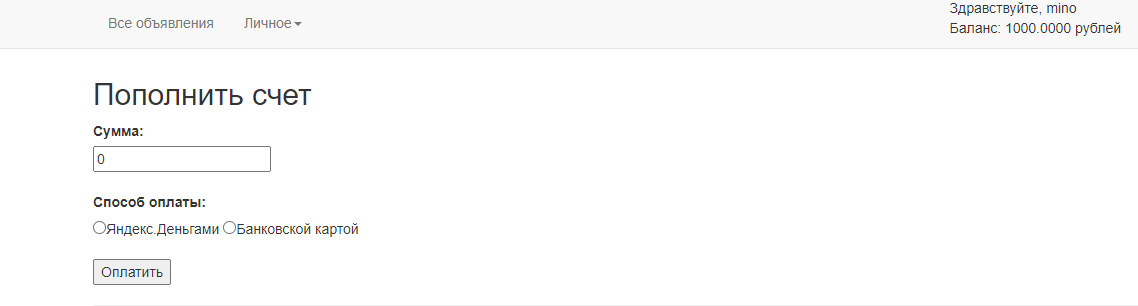 Все объявления Личное
Здравствуйте, mino
Баланс: 1000.0000 рублей
Пополнить счет
Сумма:
0
Способ оплаты:
Яндекс.Деньгами Банковской картой
Оплатить